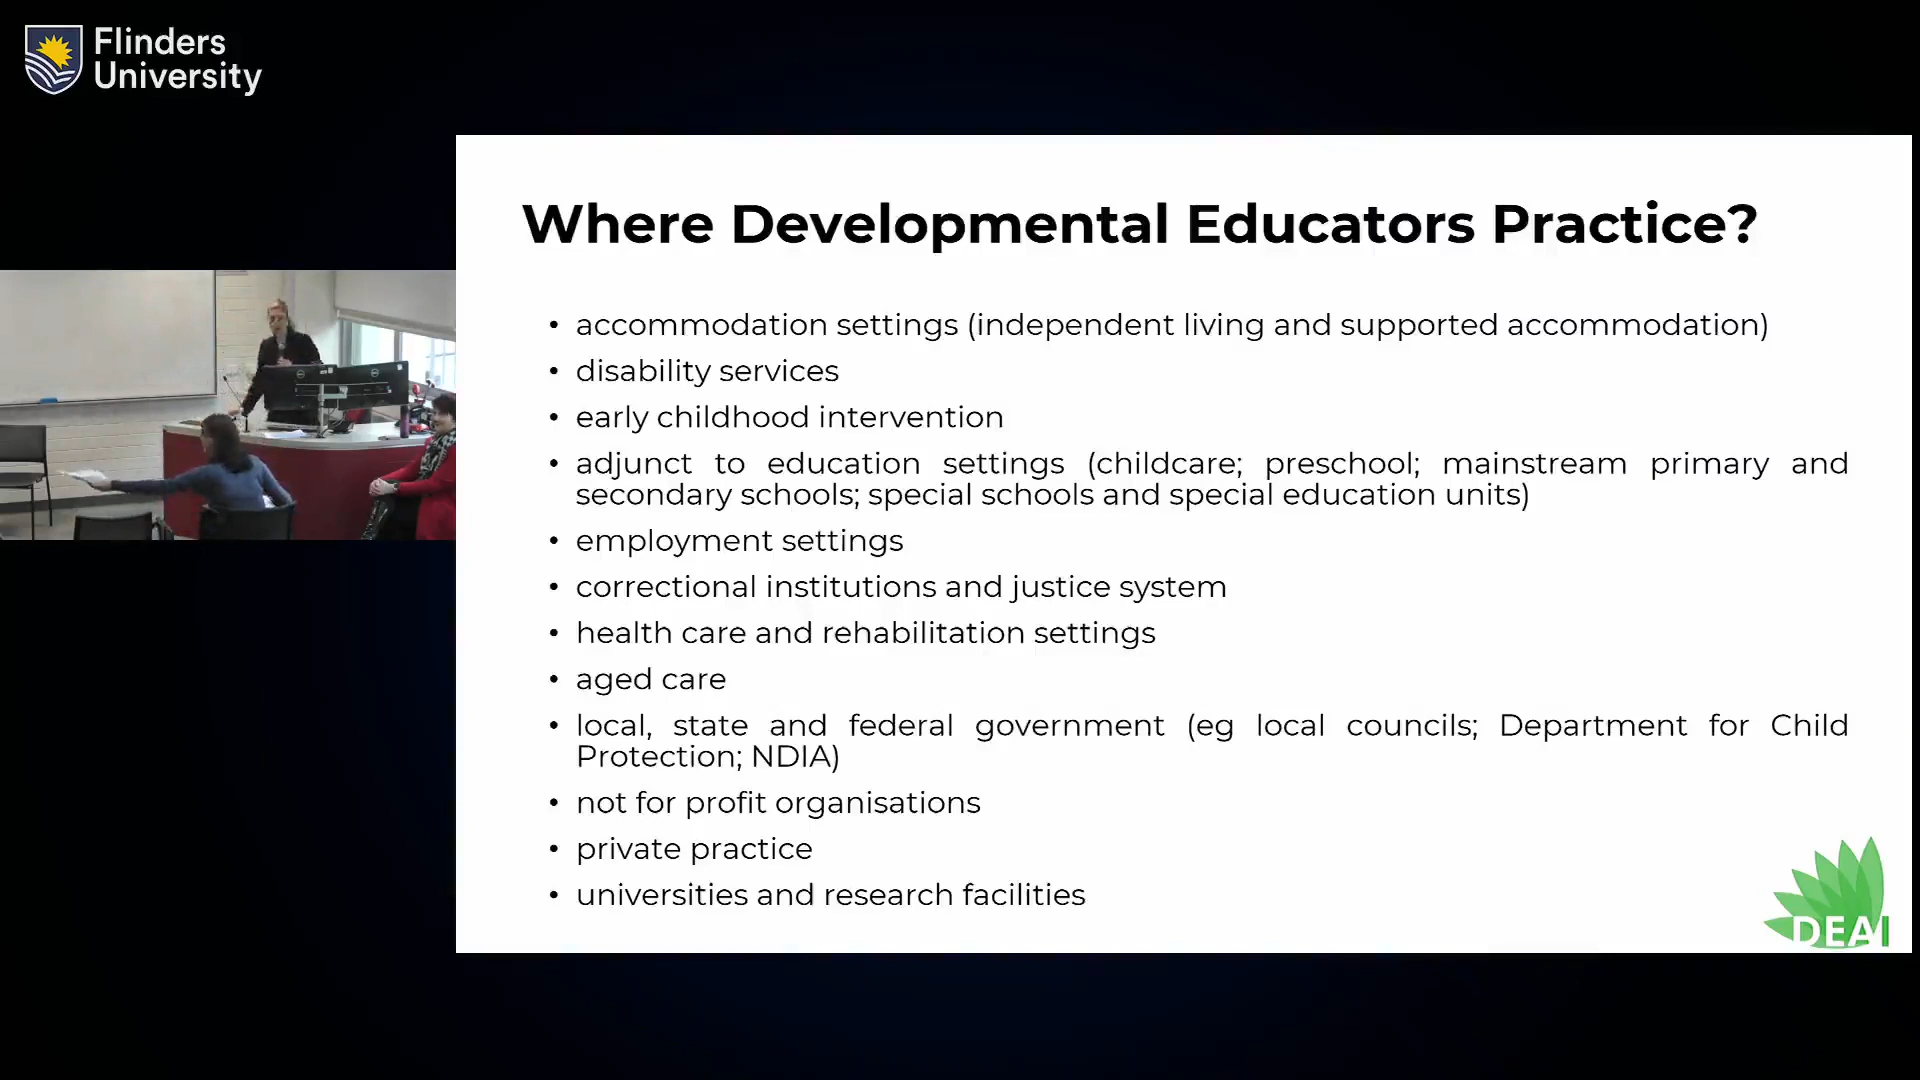 Flinders
University
Where Developmental Educators Practice?
• accommodation settings (independent living and supported accommodation)
• disability services
• early childhood intervention
• adjunct to education settings (childcare; preschool; mainstream primary and
secondary schools; special schools and special education units)
• employment settings
• correctional institutions and justice system
• health care and rehabilitation settings
• aged care
• local, state and federal government (eg local councils; Department for Child
Protection; NDIA)
• not for profit organisations
• private practice
• universities and research facilities
DEAI